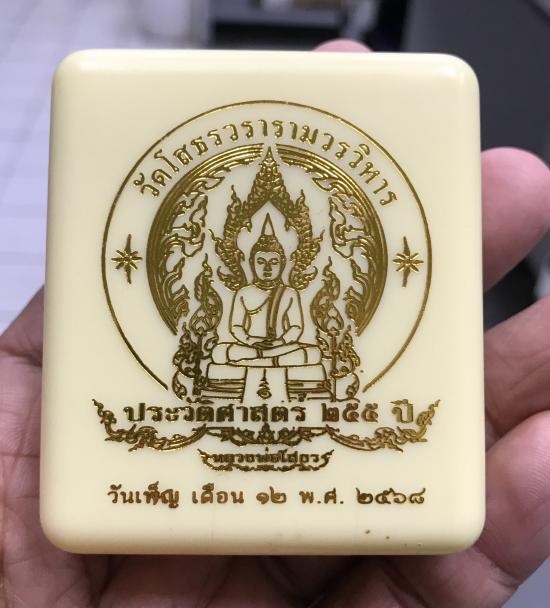 วัดโสธรวรารามวรวิหาร
ประวัติศาสตร์ ๒๕๕ ปี
หลวงพ่อโสธร
วันเพ็ญ เดือน ๑๒ พ.ศ. ๒๕๖๘